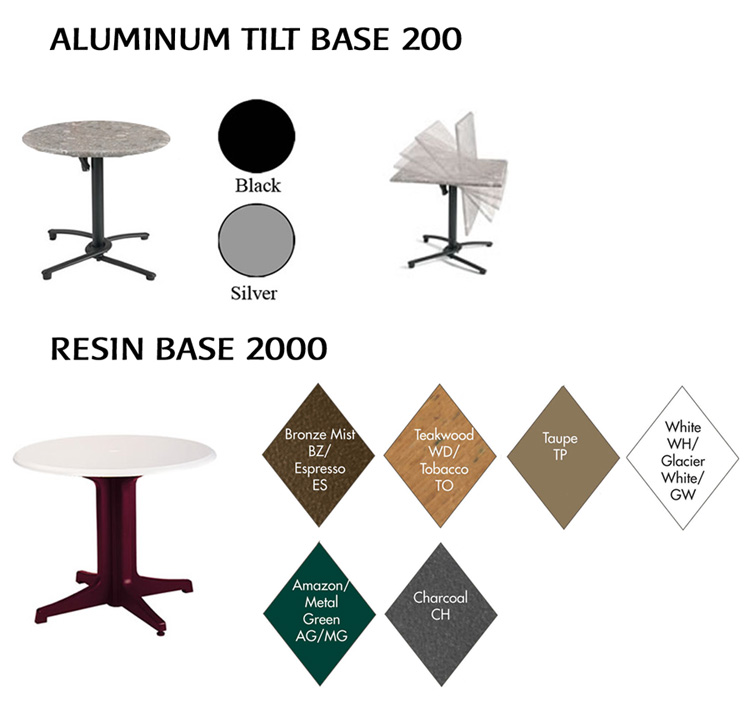 ALUMINUM TILT BASE 200
Black
Silver
RESIN BASE 2000
Bronze Mist
BZ/
Espresso
ES
Teakwood
WD/
Tobacco
TO
Taupe
TP
White
WH/
Glacier
White/
GW
Amazon/
Metal
Green
AG/MG
Charcoal
CH